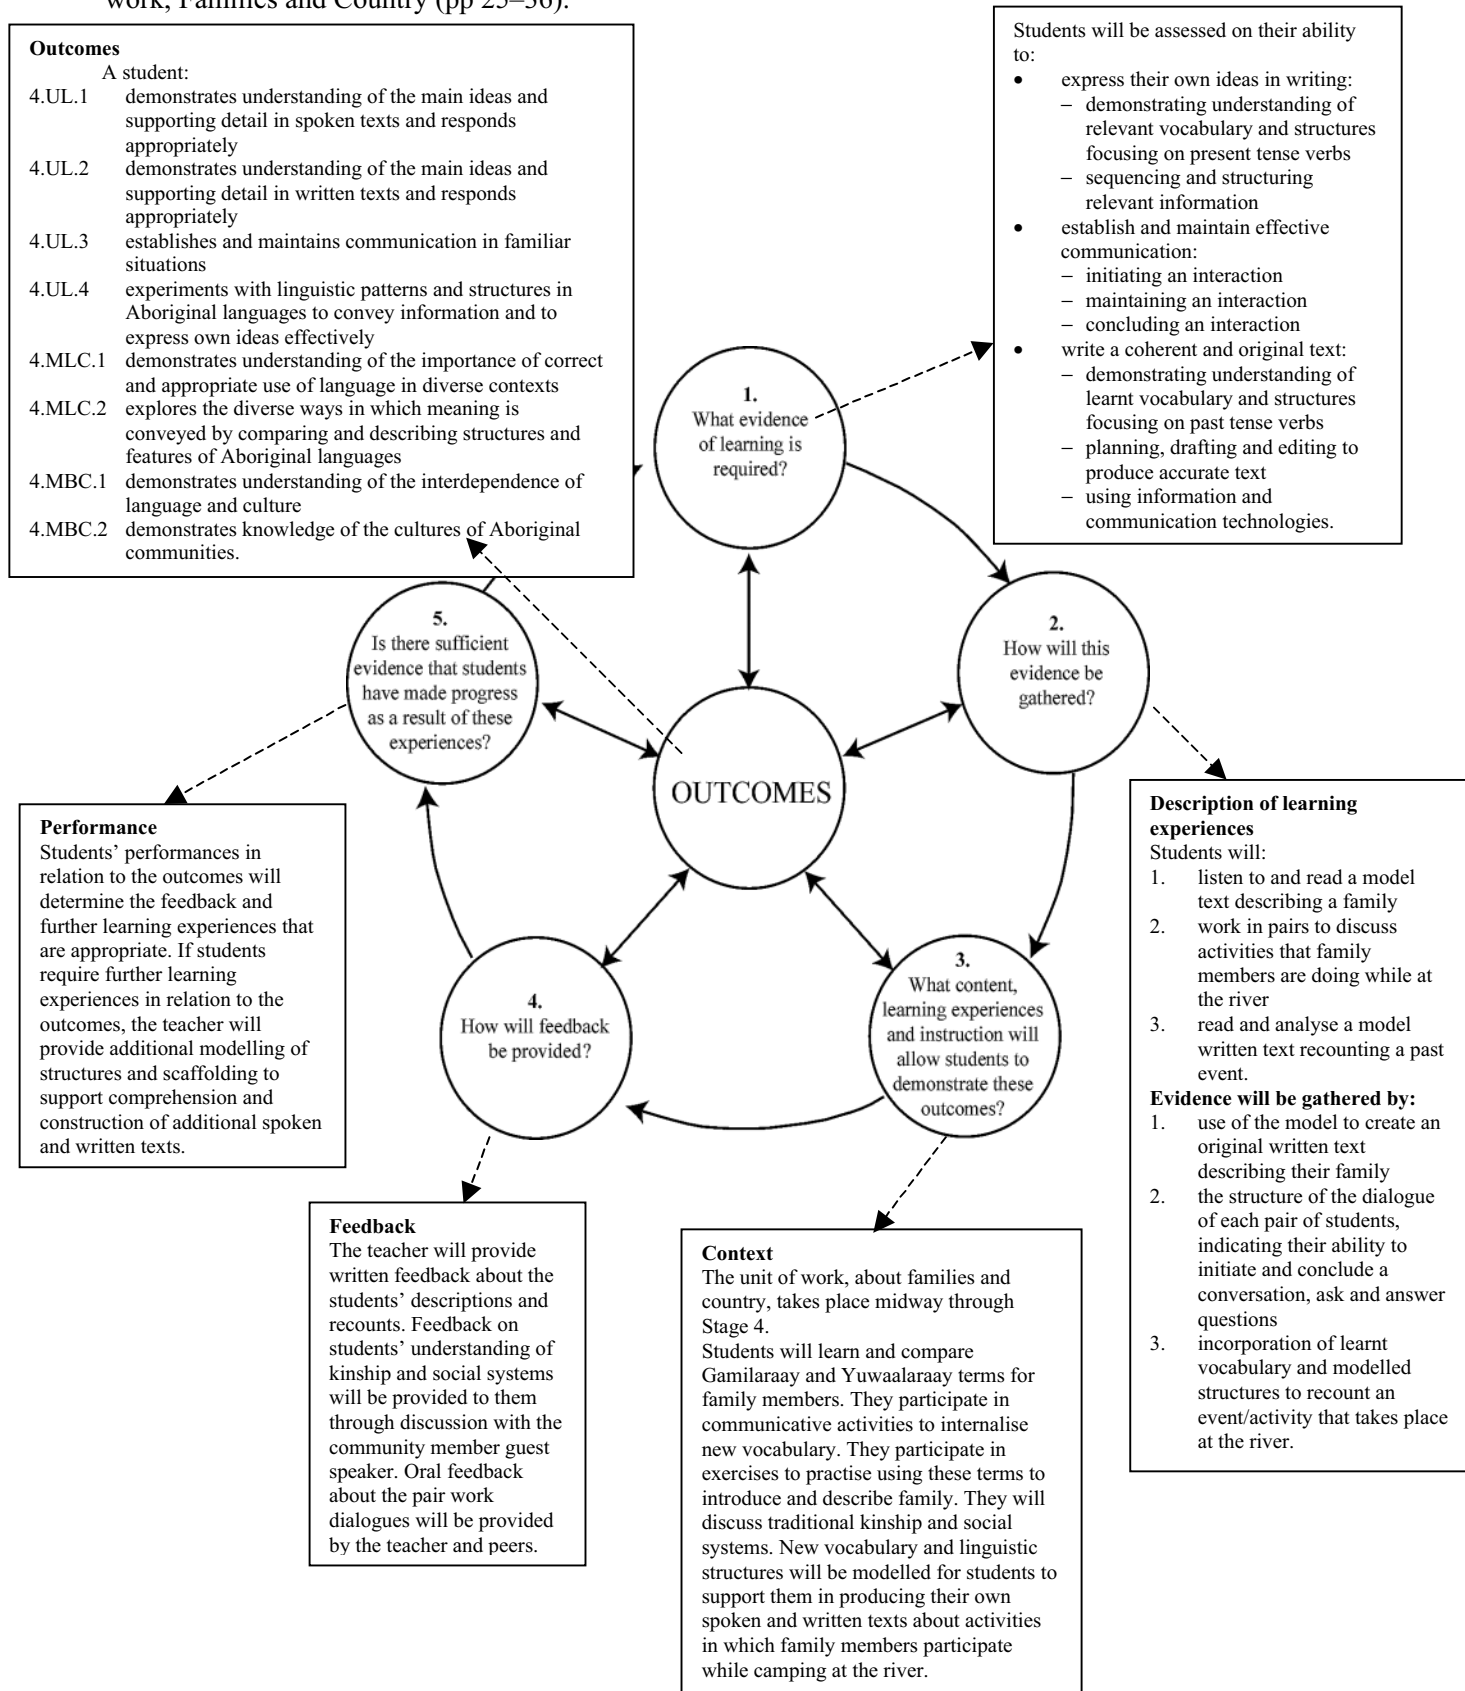 work, Families and Country (pp 25–36).
Outcomes
A student:
4.UL.1 demonstrates understanding of the main ideas and
supporting detail in spoken texts and responds
appropriately
4.UL.2 demonstrates understanding of the main ideas and
supporting detail in written texts and responds
appropriately
4.UL.3 establishes and maintains communication in familiar
situations
4.UL.4 experiments with linguistic patterns and structures in
Aboriginal languages to convey information and to
express own ideas effectively
4.MLC.1 demonstrates understanding of the importance of correct
and appropriate use of language in diverse contexts
4.MLC.2 explores the diverse ways in which meaning is
conveyed by comparing and describing structures and
features of Aboriginal languages
4.MBC.1 demonstrates understanding of the interdependence of
language and culture
4.MBC.2 demonstrates knowledge of the cultures of Aboriginal
communities.
Students will be assessed on their ability
to:
• express their own ideas in writing:
– demonstrating understanding of
relevant vocabulary and structures
focusing on present tense verbs
– sequencing and structuring
relevant information
• establish and maintain effective
communication:
– initiating an interaction
– maintaining an interaction
– concluding an interaction
• write a coherent and original text:
– demonstrating understanding of
learnt vocabulary and structures
focusing on past tense verbs
– planning, drafting and editing to
produce accurate text
– using information and
communication technologies.
1.
What evidence
of learning is
required?
2.
How will this
evidence be
gathered?
5.
Is there sufficient
evidence that students
have made progress
as a result of these
experiences?
OUTCOMES
3.
What content,
learning experiences
and instruction will
allow students to
demonstrate these
outcomes?
4.
How will feedback
be provided?
Performance
Students’ performances in
relation to the outcomes will
determine the feedback and
further learning experiences that
are appropriate. If students
require further learning
experiences in relation to the
outcomes, the teacher will
provide additional modelling of
structures and scaffolding to
support comprehension and
construction of additional spoken
and written texts.
Description of learning
experiences
Students will:
1. listen to and read a model
text describing a family
2. work in pairs to discuss
activities that family
members are doing while at
the river
3. read and analyse a model
written text recounting a past
event.
Evidence will be gathered by:
1. use of the model to create an
original written text
describing their family
2. the structure of the dialogue
of each pair of students,
indicating their ability to
initiate and conclude a
conversation, ask and answer
questions
3. incorporation of learnt
vocabulary and modelled
structures to recount an
event/activity that takes place
at the river.
Feedback
The teacher will provide
written feedback about the
students’ descriptions and
recounts. Feedback on
students’ understanding of
kinship and social systems
will be provided to them
through discussion with the
community member guest
speaker. Oral feedback
about the pair work
dialogues will be provided
by the teacher and peers.
Context
The unit of work, about families and
country, takes place midway through
Stage 4.
Students will learn and compare
Gamilaraay and Yuwaalaraay terms for
family members. They participate in
communicative activities to internalise
new vocabulary. They participate in
exercises to practise using these terms to
introduce and describe family. They will
discuss traditional kinship and social
systems. New vocabulary and linguistic
structures will be modelled for students to
support them in producing their own
spoken and written texts about activities
in which family members participate
while camping at the river.